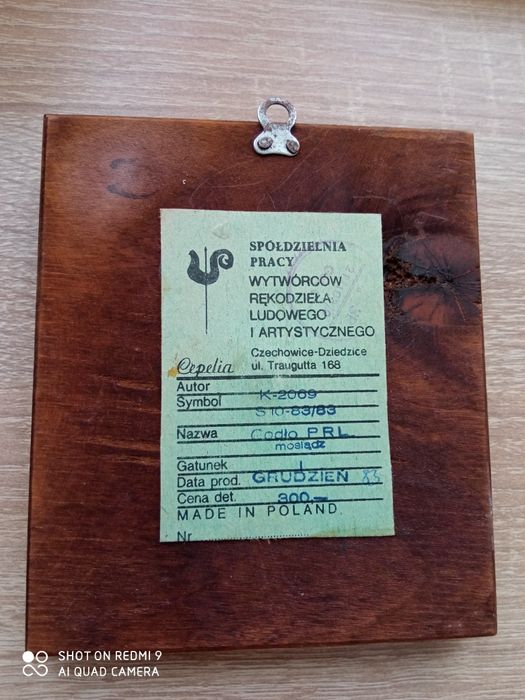 SPÓŁDZIELNIA
PRACY
WYTWÓRCÓW
RĘKODZIEŁA
LUDOWEGO
I ARTYSTYCZNEGO
Czechowice-Dziedzice
ul. Traugutta 168
Cepelia
Autor
Symbol K-2069
S10-83/83
Nazwa Godło PRL
mosiądz
Gatunek I
Data prod. GRUDZIEŃ 83
Cena det. 300,-
MADE IN POLAND
Nr
SHOT ON REDMI 9
AI QUAD CAMERA